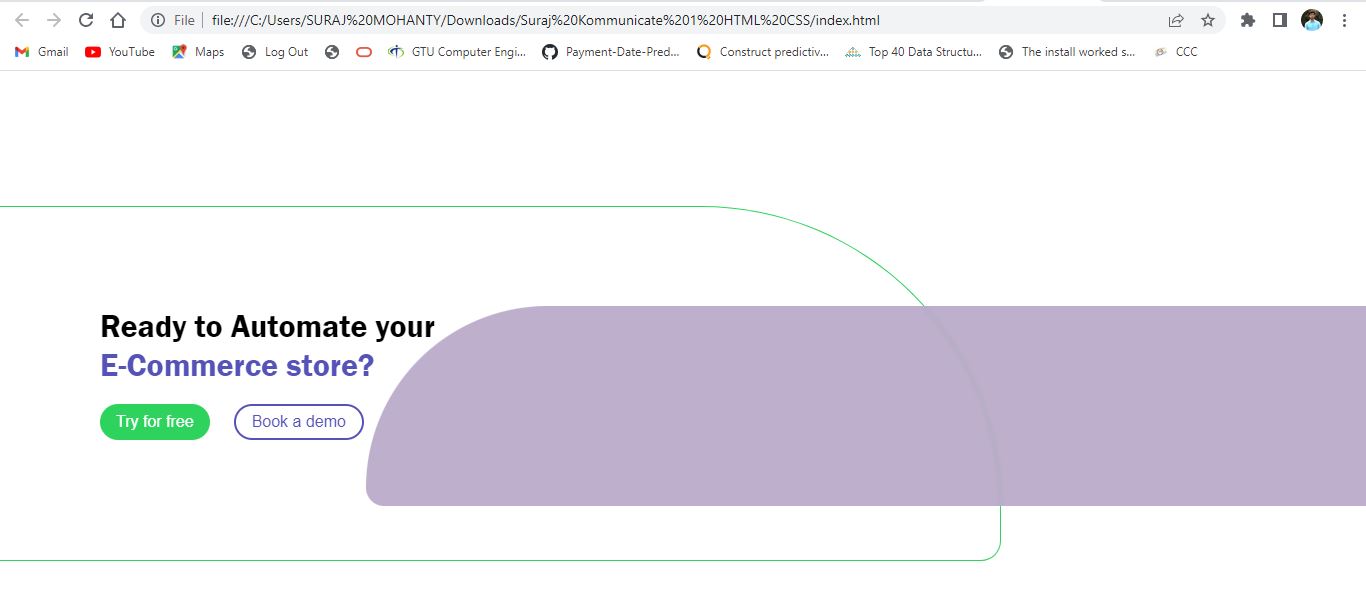 File file:///C:/Users/SURAJ%20MOHANTY/Downloads/Suraj%20Kommunicate%201%20HTML%20CSS/index.html
Gmail YouTube Maps Log Out GTU Computer Engi... Payment-Date-Pred... Construct predictiv... Top 40 Data Structu... The install worked s... CCC
Ready to Automate your
E-Commerce store?
Try for free Book a demo